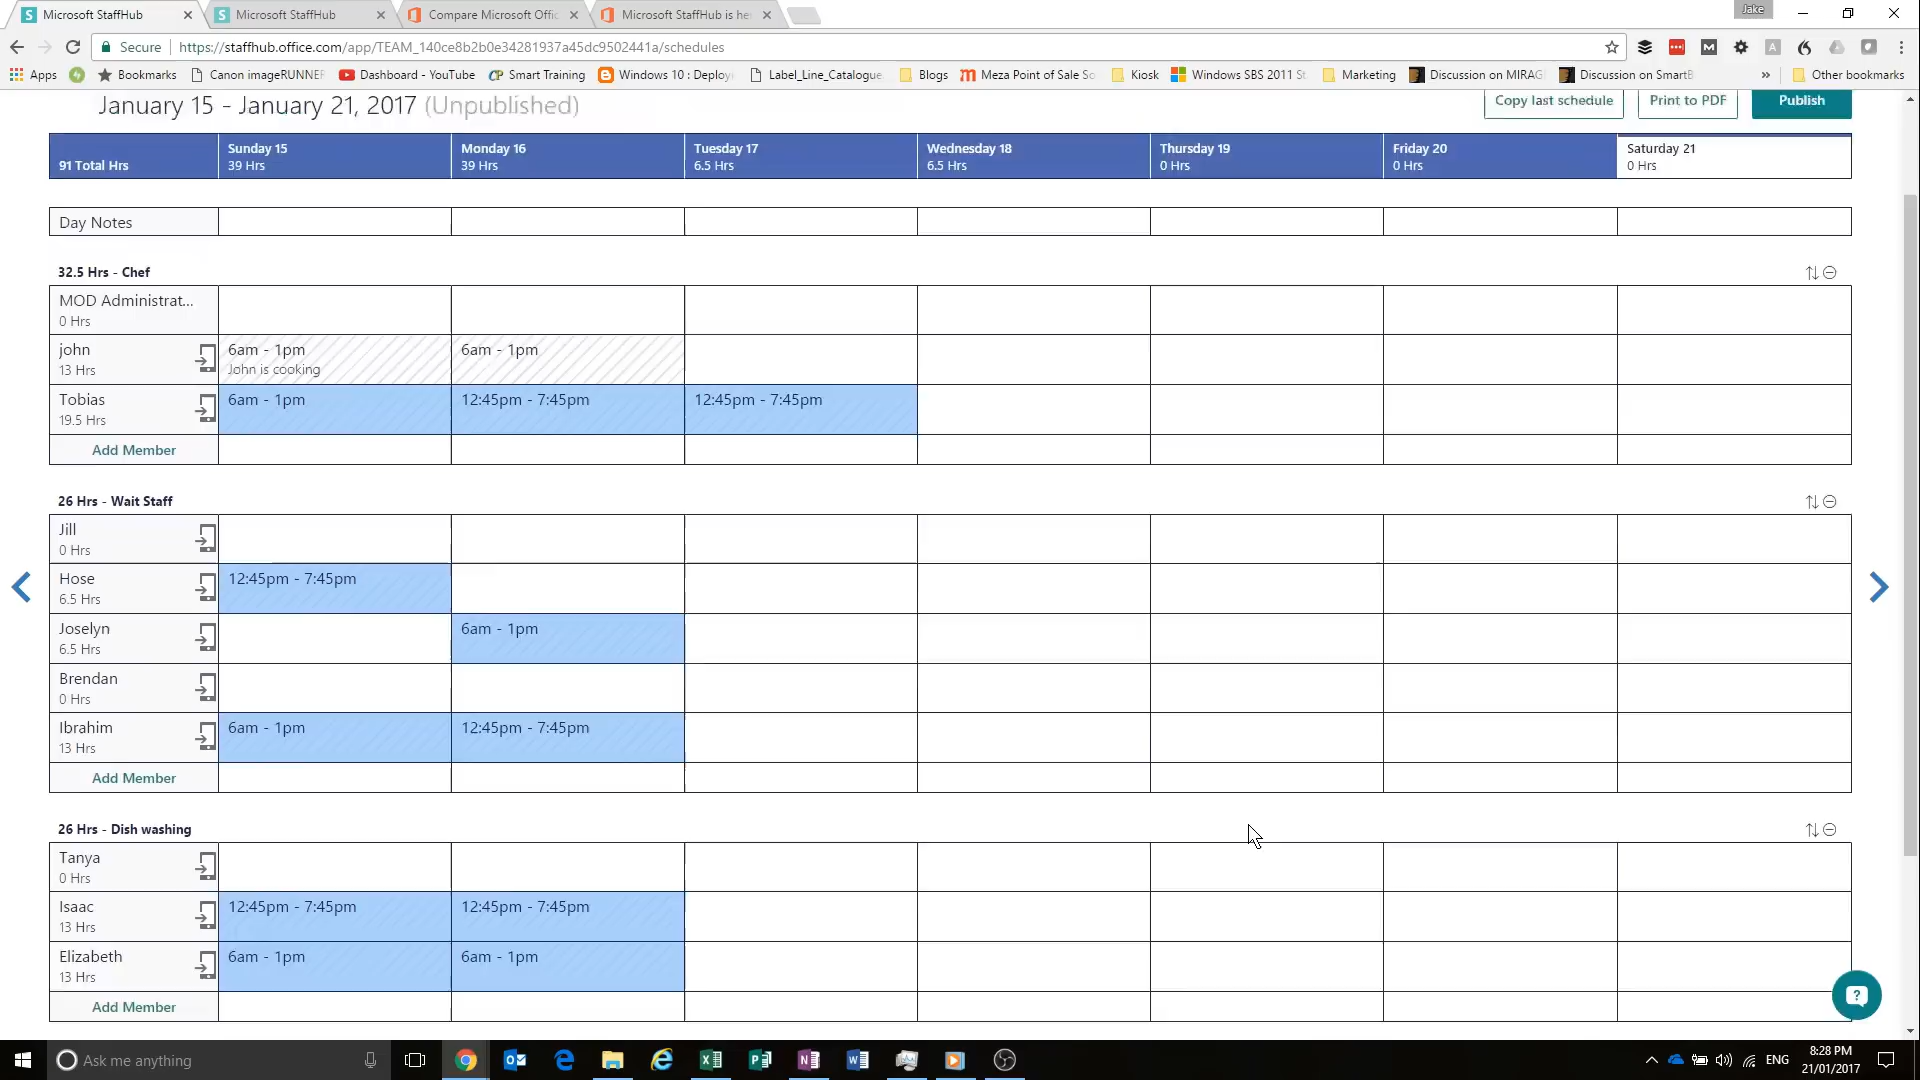 Microsoft StaffHub
Microsoft StaffHub
Compare Microsoft Offic
Microsoft StaffHub is he
Jake
Secure
https://staffhub.office.com/app/TEAM_140ce8b2b0e34281937a45dc9502441a/schedules
Apps
Bookmarks
Canon imageRUNNER
Dashboard - YouTube
Smart Training
Windows 10 : Deploy
Label_Line_Catalogue
Blogs
Meza Point of Sale So
Kiosk
Windows SBS 2011 St
Marketing
Discussion on MIRAG
Discussion on SmartB
»
Other bookmarks
January 15 - January 21, 2017 (Unpublished)
Copy last schedule
Print to PDF
Publish
91 Total Hrs
Sunday 15
39 Hrs
Monday 16
39 Hrs
Tuesday 17
6.5 Hrs
Wednesday 18
6.5 Hrs
Thursday 19
0 Hrs
Friday 20
0 Hrs
Saturday 21
0 Hrs
Day Notes
32.5 Hrs - Chef
MOD Administrat...
0 Hrs
john
13 Hrs
6am - 1pm
John is cooking
6am - 1pm
Tobias
19.5 Hrs
6am - 1pm
12:45pm - 7:45pm
12:45pm - 7:45pm
Add Member
26 Hrs - Wait Staff
Jill
0 Hrs
Hose
6.5 Hrs
12:45pm - 7:45pm
Joselyn
6.5 Hrs
6am - 1pm
Brendan
0 Hrs
Ibrahim
13 Hrs
6am - 1pm
12:45pm - 7:45pm
Add Member
26 Hrs - Dish washing
Tanya
0 Hrs
Isaac
13 Hrs
12:45pm - 7:45pm
12:45pm - 7:45pm
Elizabeth
13 Hrs
6am - 1pm
6am - 1pm
Add Member
Ask me anything
ENG
8:28 PM
21/01/2017